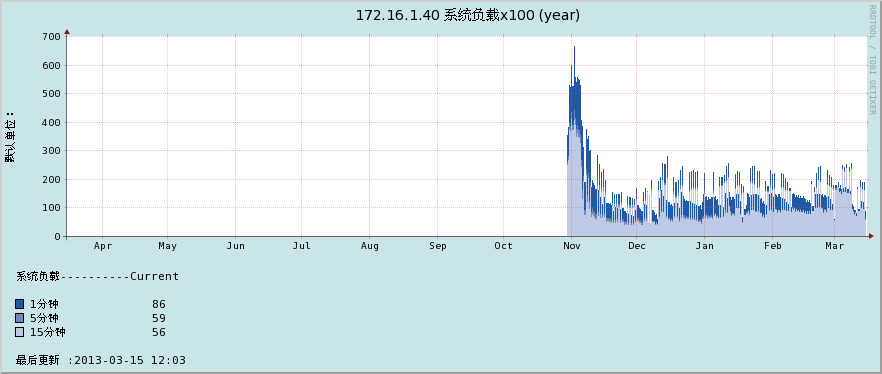 172.16.1.40 系统负载x100 (year)
RRDTOOL / TOBI OETIKER
默认单位：
700
600
500
400
300
200
100
0
Apr May Jun Jul Aug Sep Oct Nov Dec Jan Feb Mar
系统负载----------Current
1分钟 86
5分钟 59
15分钟 56
最后更新 :2013-03-15 12:03